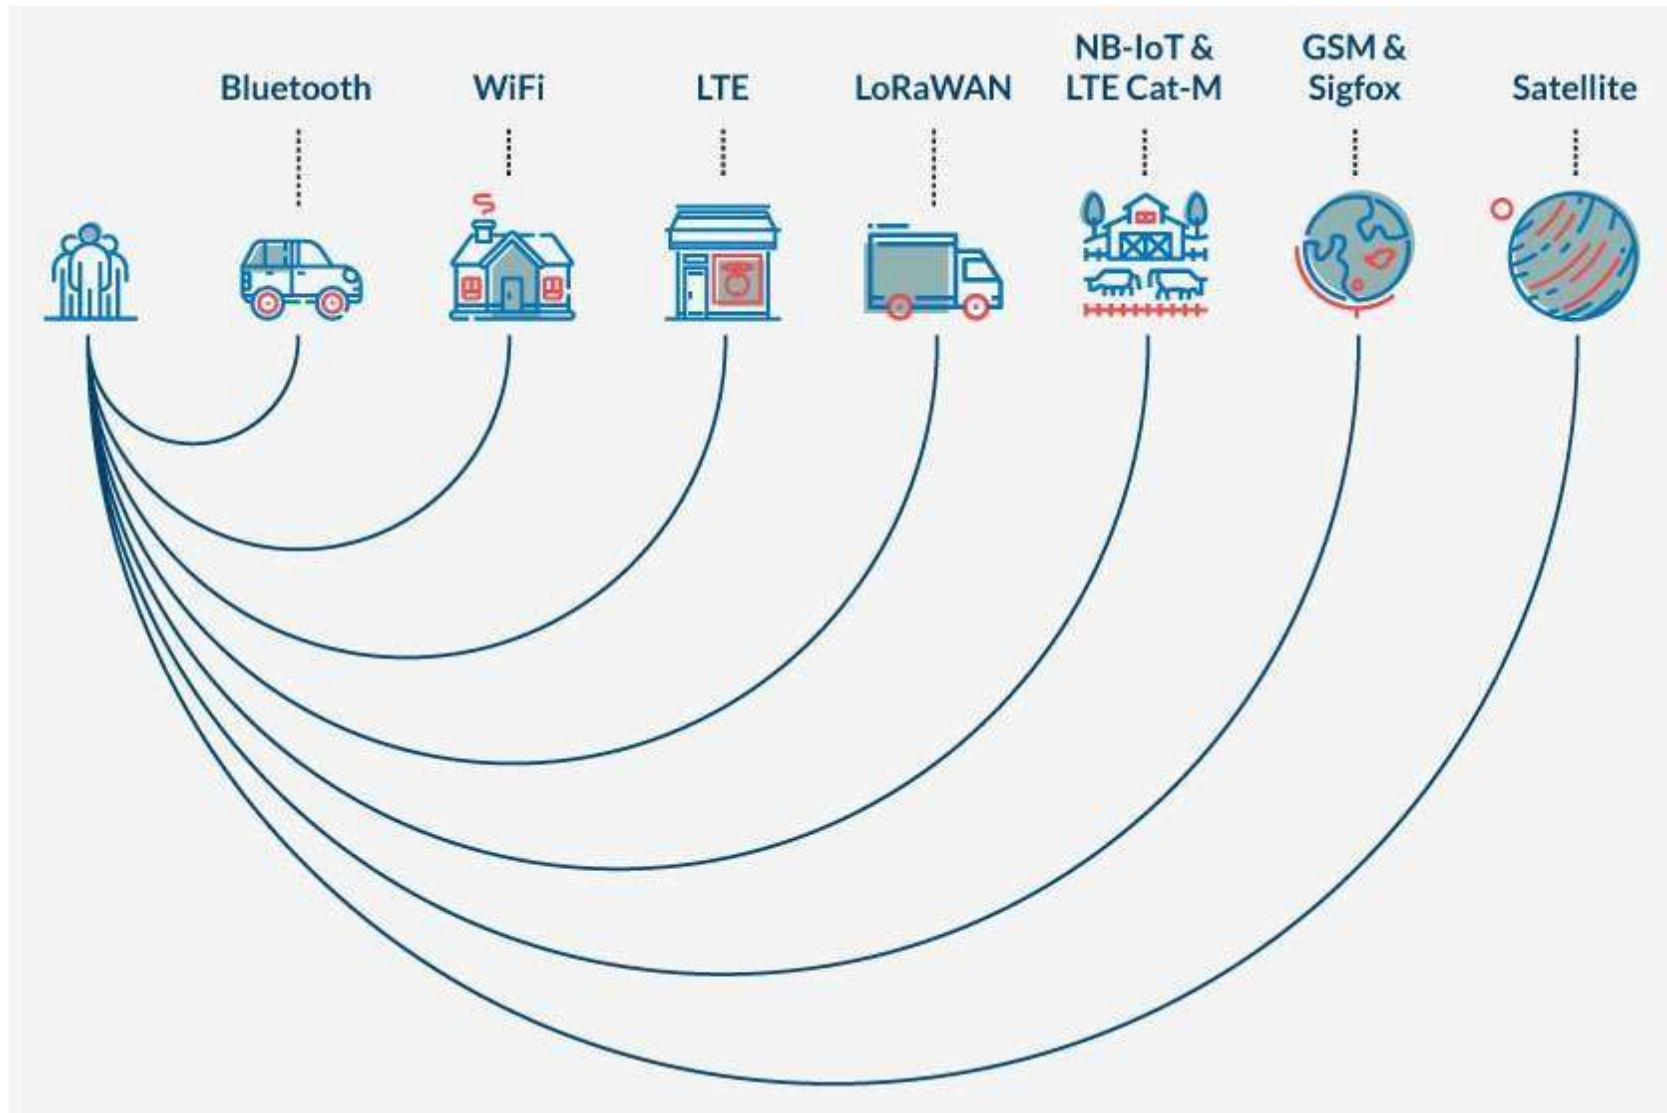 Bluetooth
WiFi
LTE
LoRaWAN
NB-IoT &
LTE Cat-M
GSM &
Sigfox
Satellite